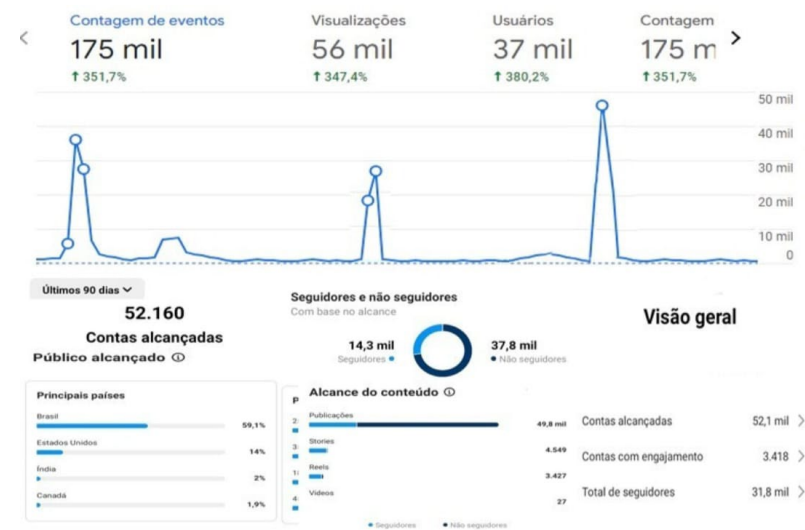 Contagem de eventos
175 mil
↑ 351,7%
Visualizações
56 mil
↑ 347,4%
Usuários
37 mil
↑ 380,2%
Contagem
175 m
↑ 351,7%
50 mil
40 mil
30 mil
20 mil
10 mil
0
Últimos 90 dias
52.160
Contas alcançadas
Público alcançado
Seguidores e não seguidores
Com base no alcance
14,3 mil
Seguidores
37,8 mil
Não seguidores
Visão geral
Principais países
Brasil
59,1%
Estados Unidos
14%
Índia
2%
Canadá
1,9%
P
2
3
1
4
Alcance do conteúdo
Publicações
49,8 mil
Stories
4.549
Reels
3.427
Vídeos
27
Seguidores
Não seguidores
Contas alcançadas 52,1 mil
Contas com engajamento 3.418
Total de seguidores 31,8 mil